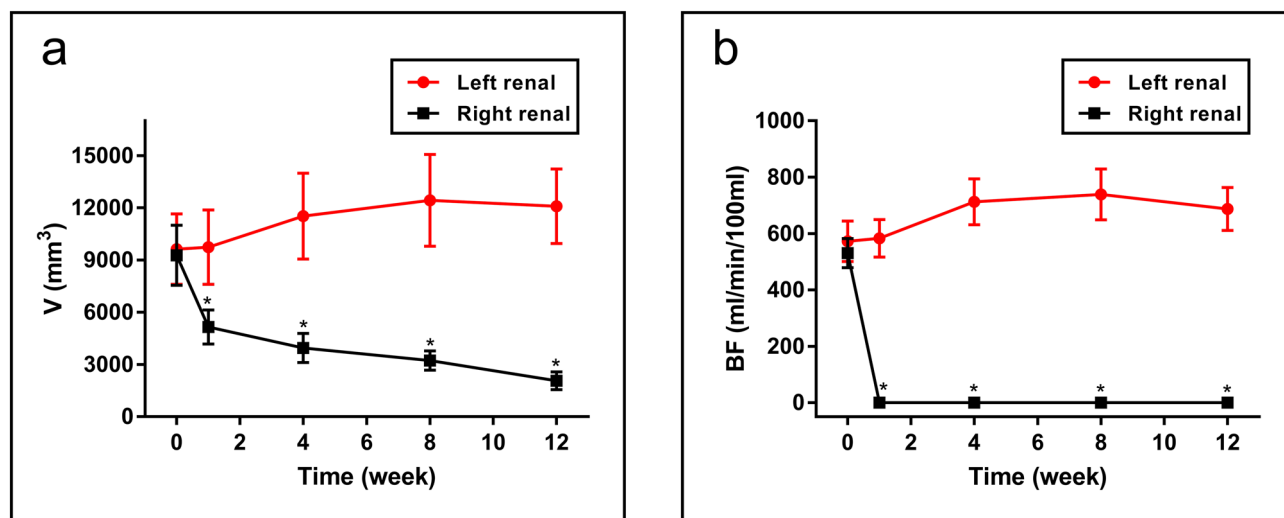 a
Left renal
Right renal
V (mm³)
15000
12000
9000
6000
3000
0
*
*
*
*
0 2 4 6 8 10 12
Time (week)
b
Left renal
Right renal
BF (ml/min/100ml)
1000
800
600
400
200
0
*
*
*
*
0 2 4 6 8 10 12
Time (week)